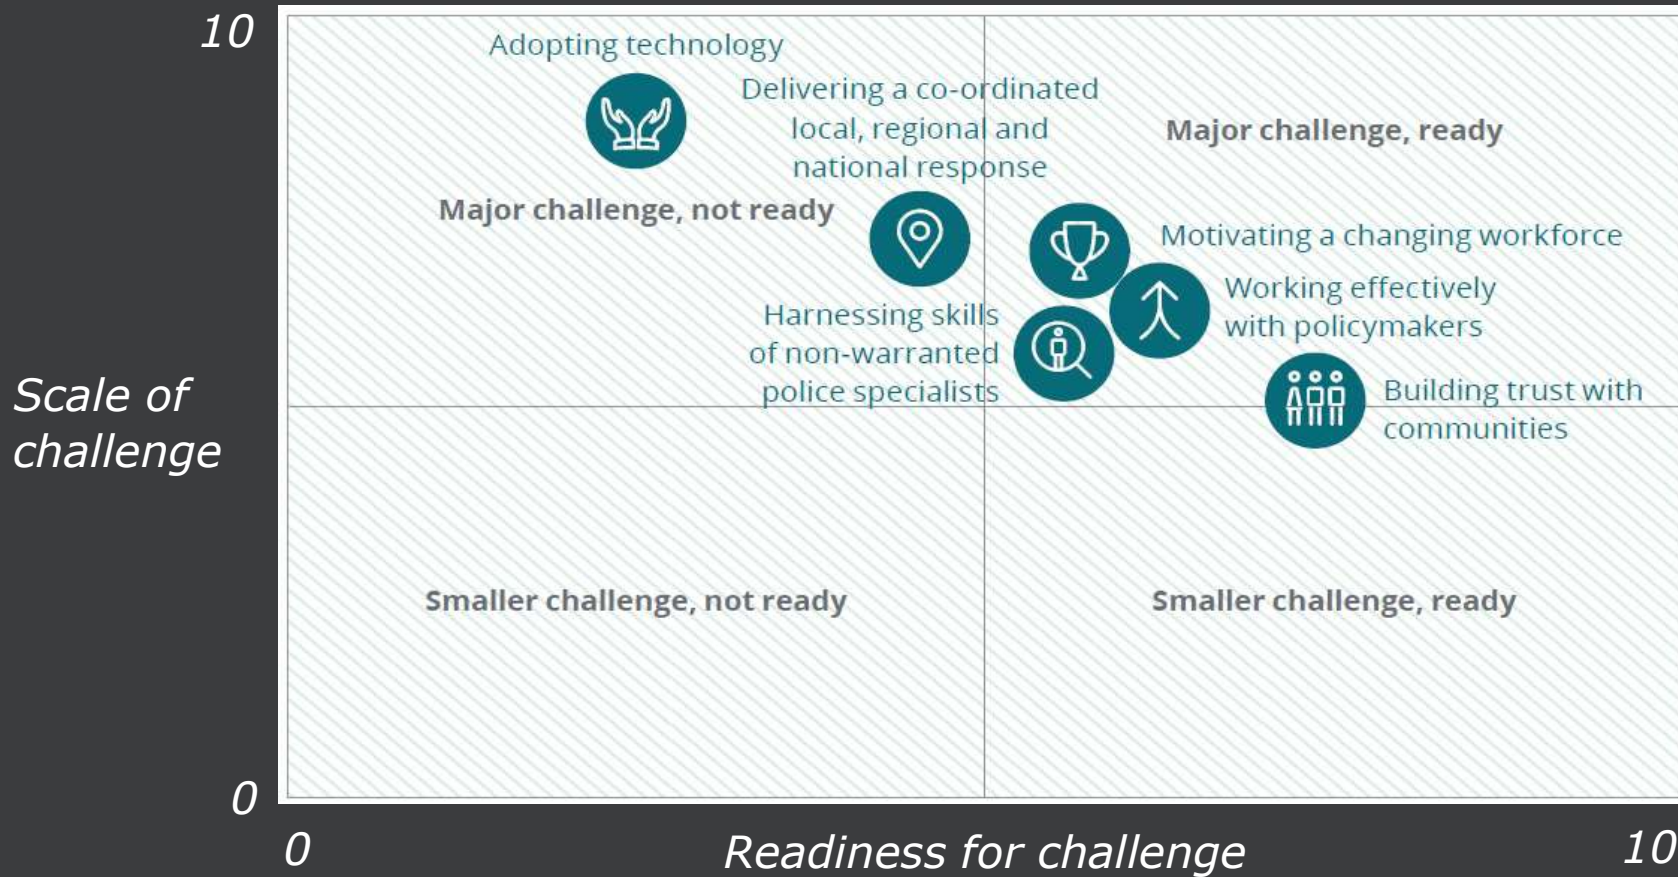 10
Adopting technology
Delivering a co-ordinated
local, regional and
national response
Major challenge, ready
Major challenge, not ready
Motivating a changing workforce
Working effectively
with policymakers
Harnessing skills
of non-warranted
police specialists
Scale of
challenge
Building trust with
communities
Smaller challenge, not ready
Smaller challenge, ready
0
0
Readiness for challenge
10